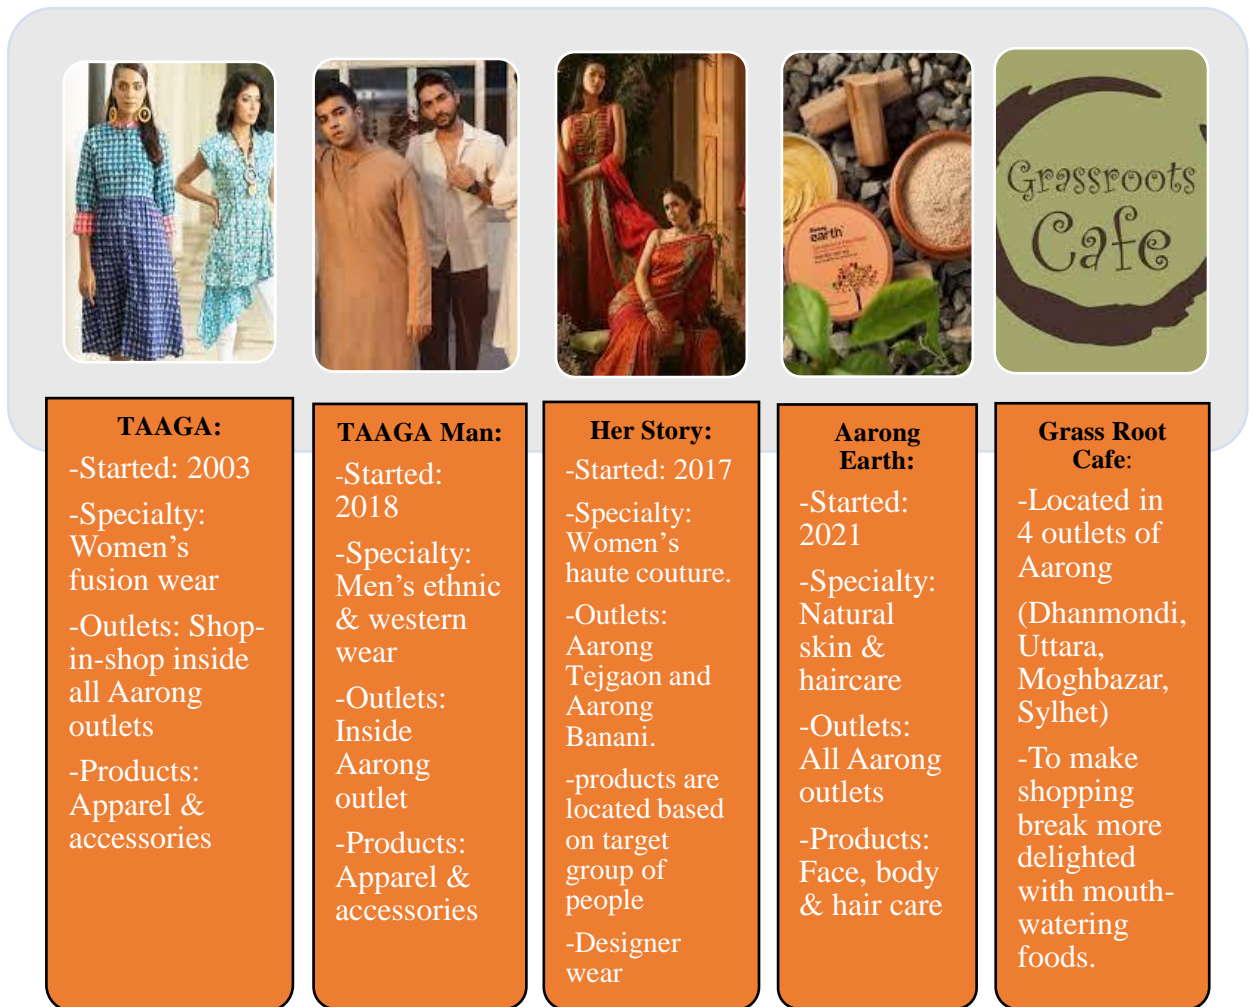 Aarong
earth
Grassroots
Cafe
TAAGA:
-Started: 2003
-Specialty:
Women’s
fusion wear
-Outlets: Shop-
in-shop inside
all Aarong
outlets
-Products:
Apparel &
accessories
TAAGA Man:
-Started:
2018
-Specialty:
Men’s ethnic
& western
wear
-Outlets:
Inside
Aarong
outlet
-Products:
Apparel &
accessories
Her Story:
-Started: 2017
-Specialty:
Women’s
haute couture.
-Outlets:
Aarong
Tejgaon and
Aarong
Banani.
-products are
located based
on target
group of
people
-Designer
wear
Aarong
Earth:
-Started:
2021
-Specialty:
Natural
skin &
haircare
-Outlets:
All Aarong
outlets
-Products:
Face, body
& hair care
Grass Root
Cafe:
-Located in
4 outlets of
Aarong
(Dhanmondi,
Uttara,
Moghbazar,
Sylhet)
-To make
shopping
break more
delighted
with mouth-
watering
foods.